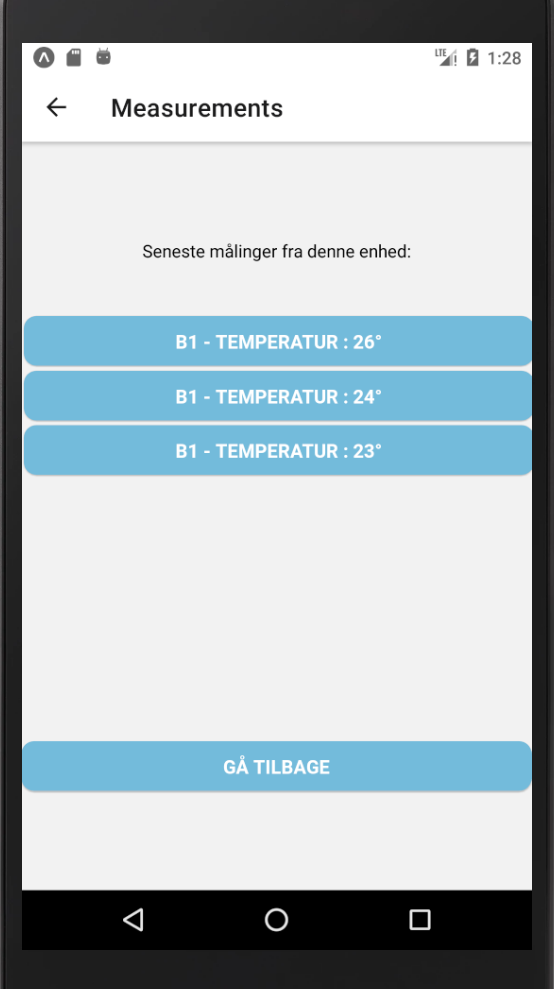 LTE 1:28
Measurements
Seneste målinger fra denne enhed:
B1 - TEMPERATUR : 26°
B1 - TEMPERATUR : 24°
B1 - TEMPERATUR : 23°
GÅ TILBAGE